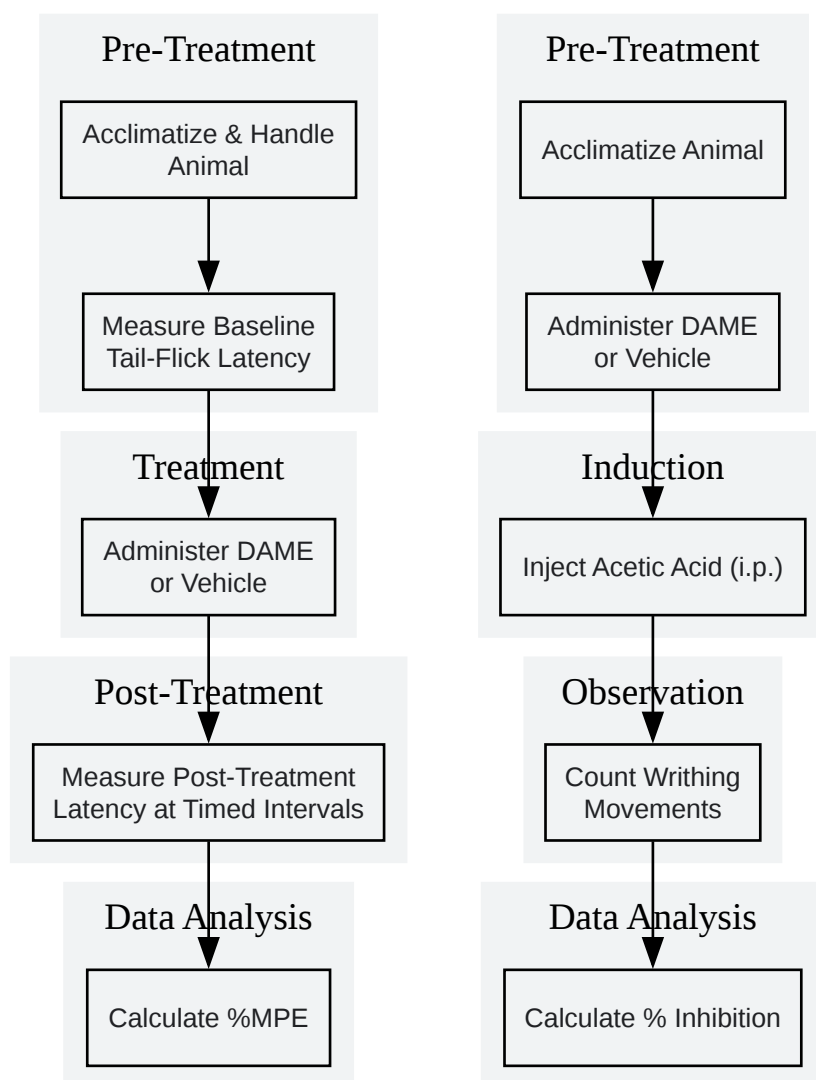 Pre-Treatment
Acclimatize & Handle
Animal
Measure Baseline
Tail-Flick Latency
Treatment
Administer DAME
or Vehicle
Post-Treatment
Measure Post-Treatment
Latency at Timed Intervals
Data Analysis
Calculate %MPE
Pre-Treatment
Acclimatize Animal
Administer DAME
or Vehicle
Induction
Inject Acetic Acid (i.p.)
Observation
Count Writhing
Movements
Data Analysis
Calculate % Inhibition